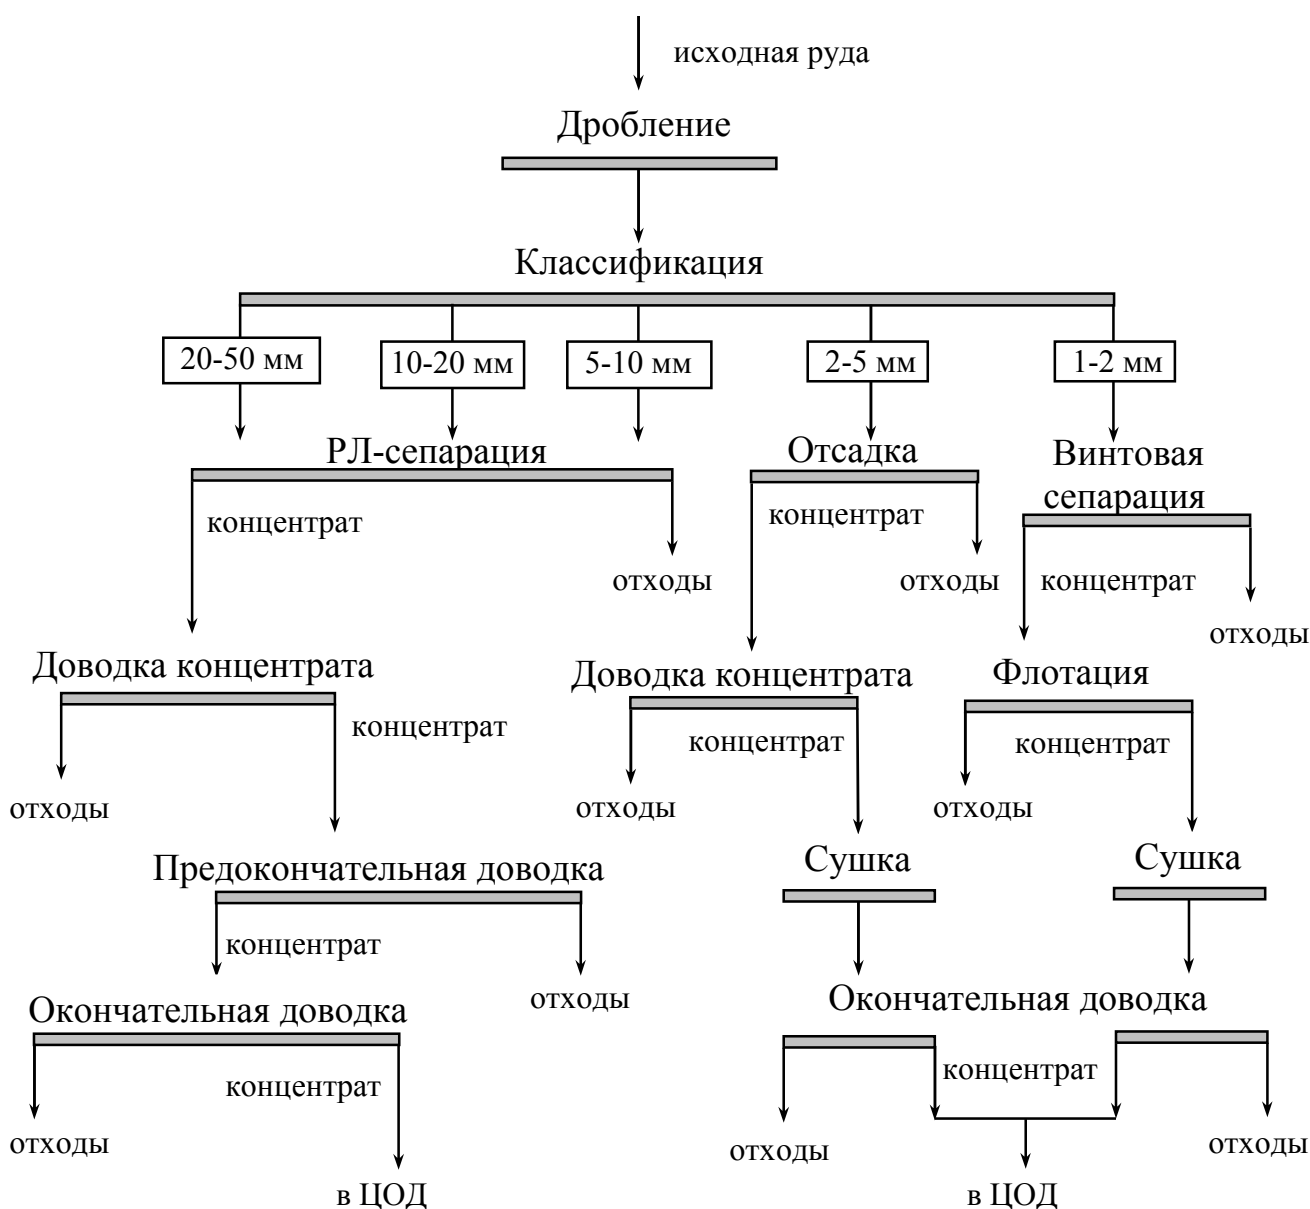 исходная руда
Дробление
Классификация
20-50 мм
10-20 мм
5-10 мм
2-5 мм
1-2 мм
РЛ-сепарация
Отсадка
Винтовая
сепарация
концентрат
отходы
концентрат
отходы
концентрат
отходы
Доводка концентрата
Доводка концентрата
Флотация
концентрат
отходы
концентрат
отходы
концентрат
отходы
Предокончательная доводка
Сушка
Сушка
концентрат
отходы
Окончательная доводка
Окончательная доводка
концентрат
отходы
концентрат
отходы
отходы
в ЦОД
в ЦОД